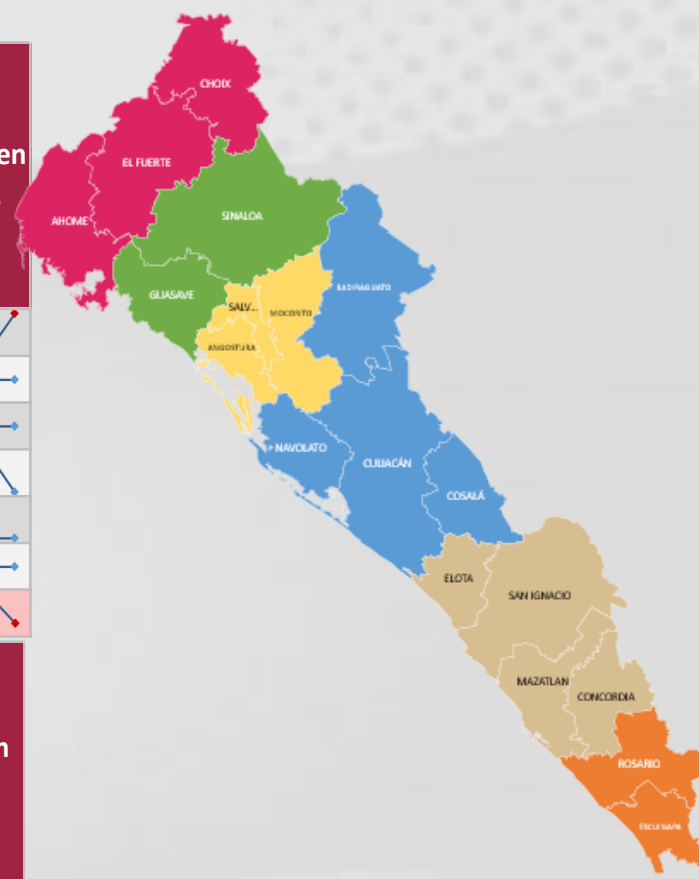 CHOIX
en
EL FUERTE
SINALOA
AHOME
BADIRAGUATO
GUASAVE
SALV...
MOCORITO
ANGOSTURA
NAVOLATO
CULIACÁN
COSALÁ
ELOTA
SAN IGNACIO
MAZATLAN
CONCORDIA
n
ROSARIO
ESCUINAPA